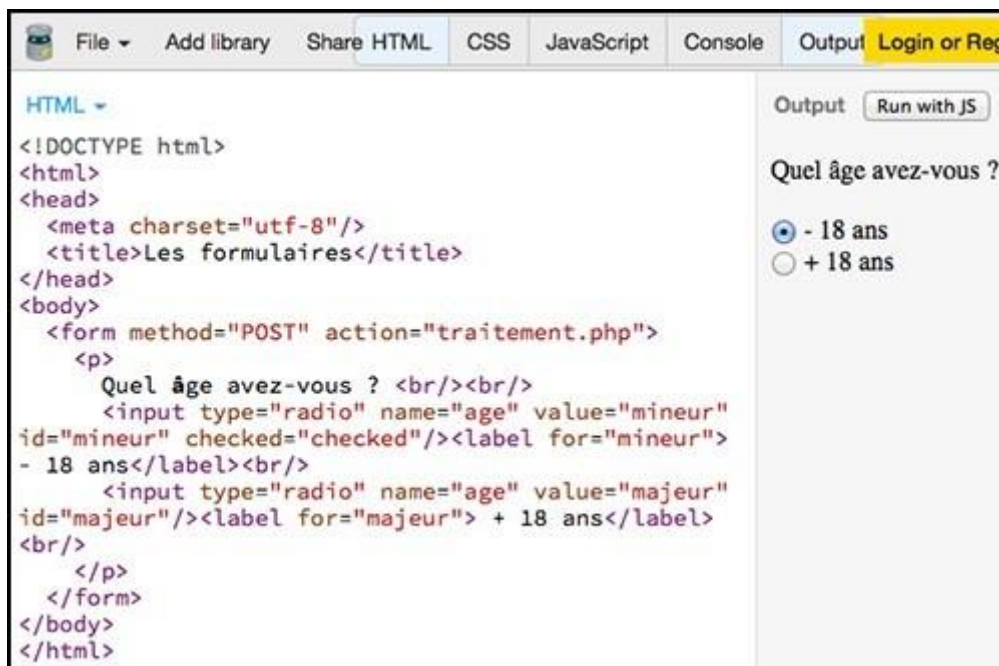 File Add library Share HTML CSS JavaScript Console Output Login or Reg
HTML
Output Run with JS
<!DOCTYPE html>
<html>
<head>
<meta charset="utf-8"/>
<title>Les formulaires</title>
</head>
<body>
<form method="POST" action="traitement.php">
<p>
Quel âge avez-vous ? <br/><br/>
<input type="radio" name="age" value="mineur"
id="mineur" checked="checked"/><label for="mineur">
- 18 ans</label><br/>
<input type="radio" name="age" value="majeur"
id="majeur"/><label for="majeur"> + 18 ans</label>
<br/>
</p>
</form>
</body>
</html>
Quel âge avez-vous ?
- 18 ans
+ 18 ans